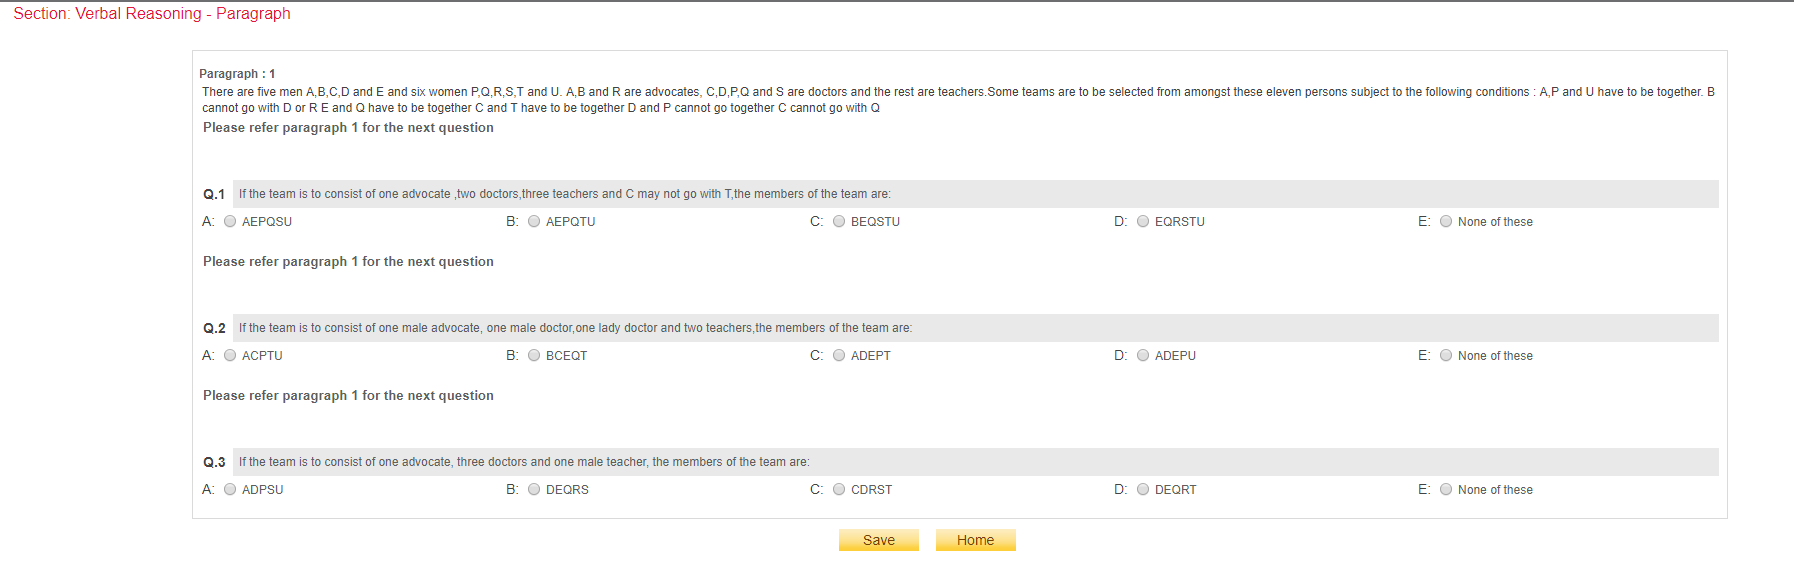 Section: Verbal Reasoning - Paragraph
Paragraph : 1
There are five men A,B,C,D and E and six women P,Q,R,S,T and U. A,B and R are advocates, C,D,P,Q and S are doctors and the rest are teachers.Some teams are to be selected from amongst these eleven persons subject to the following conditions : A,P and U have to be together. B
cannot go with D or R E and Q have to be together C and T have to be together D and P cannot go together C cannot go with Q
Please refer paragraph 1 for the next question
Q.1 If the team is to consist of one advocate ,two doctors,three teachers and C may not go with T,the members of the team are:
A: AEPQSU B: AEPQTU C: BEQSTU D: EQRSTU E: None of these
Please refer paragraph 1 for the next question
Q.2 If the team is to consist of one male advocate, one male doctor,one lady doctor and two teachers,the members of the team are:
A: ACPTU B: BCEQT C: ADEPT D: ADEPU E: None of these
Please refer paragraph 1 for the next question
Q.3 If the team is to consist of one advocate, three doctors and one male teacher, the members of the team are:
A: ADPSU B: DEQRS C: CDRST D: DEQRT E: None of these
Save Home